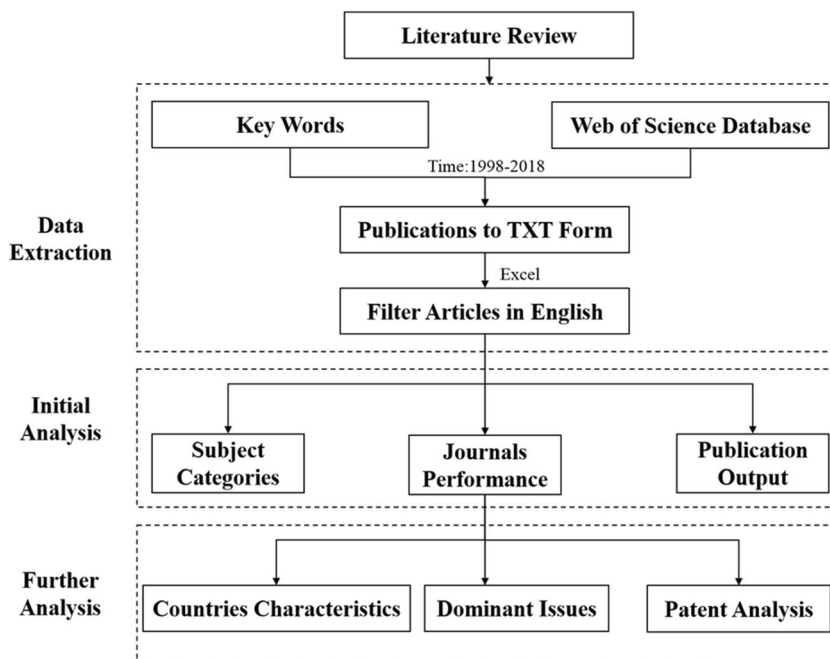 Literature Review
Key Words
Web of Science Database
Time:1998-2018
Data
Extraction
Publications to TXT Form
Excel
Filter Articles in English
Initial
Analysis
Subject
Categories
Journals
Performance
Publication
Output
Further
Analysis
Countries Characteristics
Dominant Issues
Patent Analysis